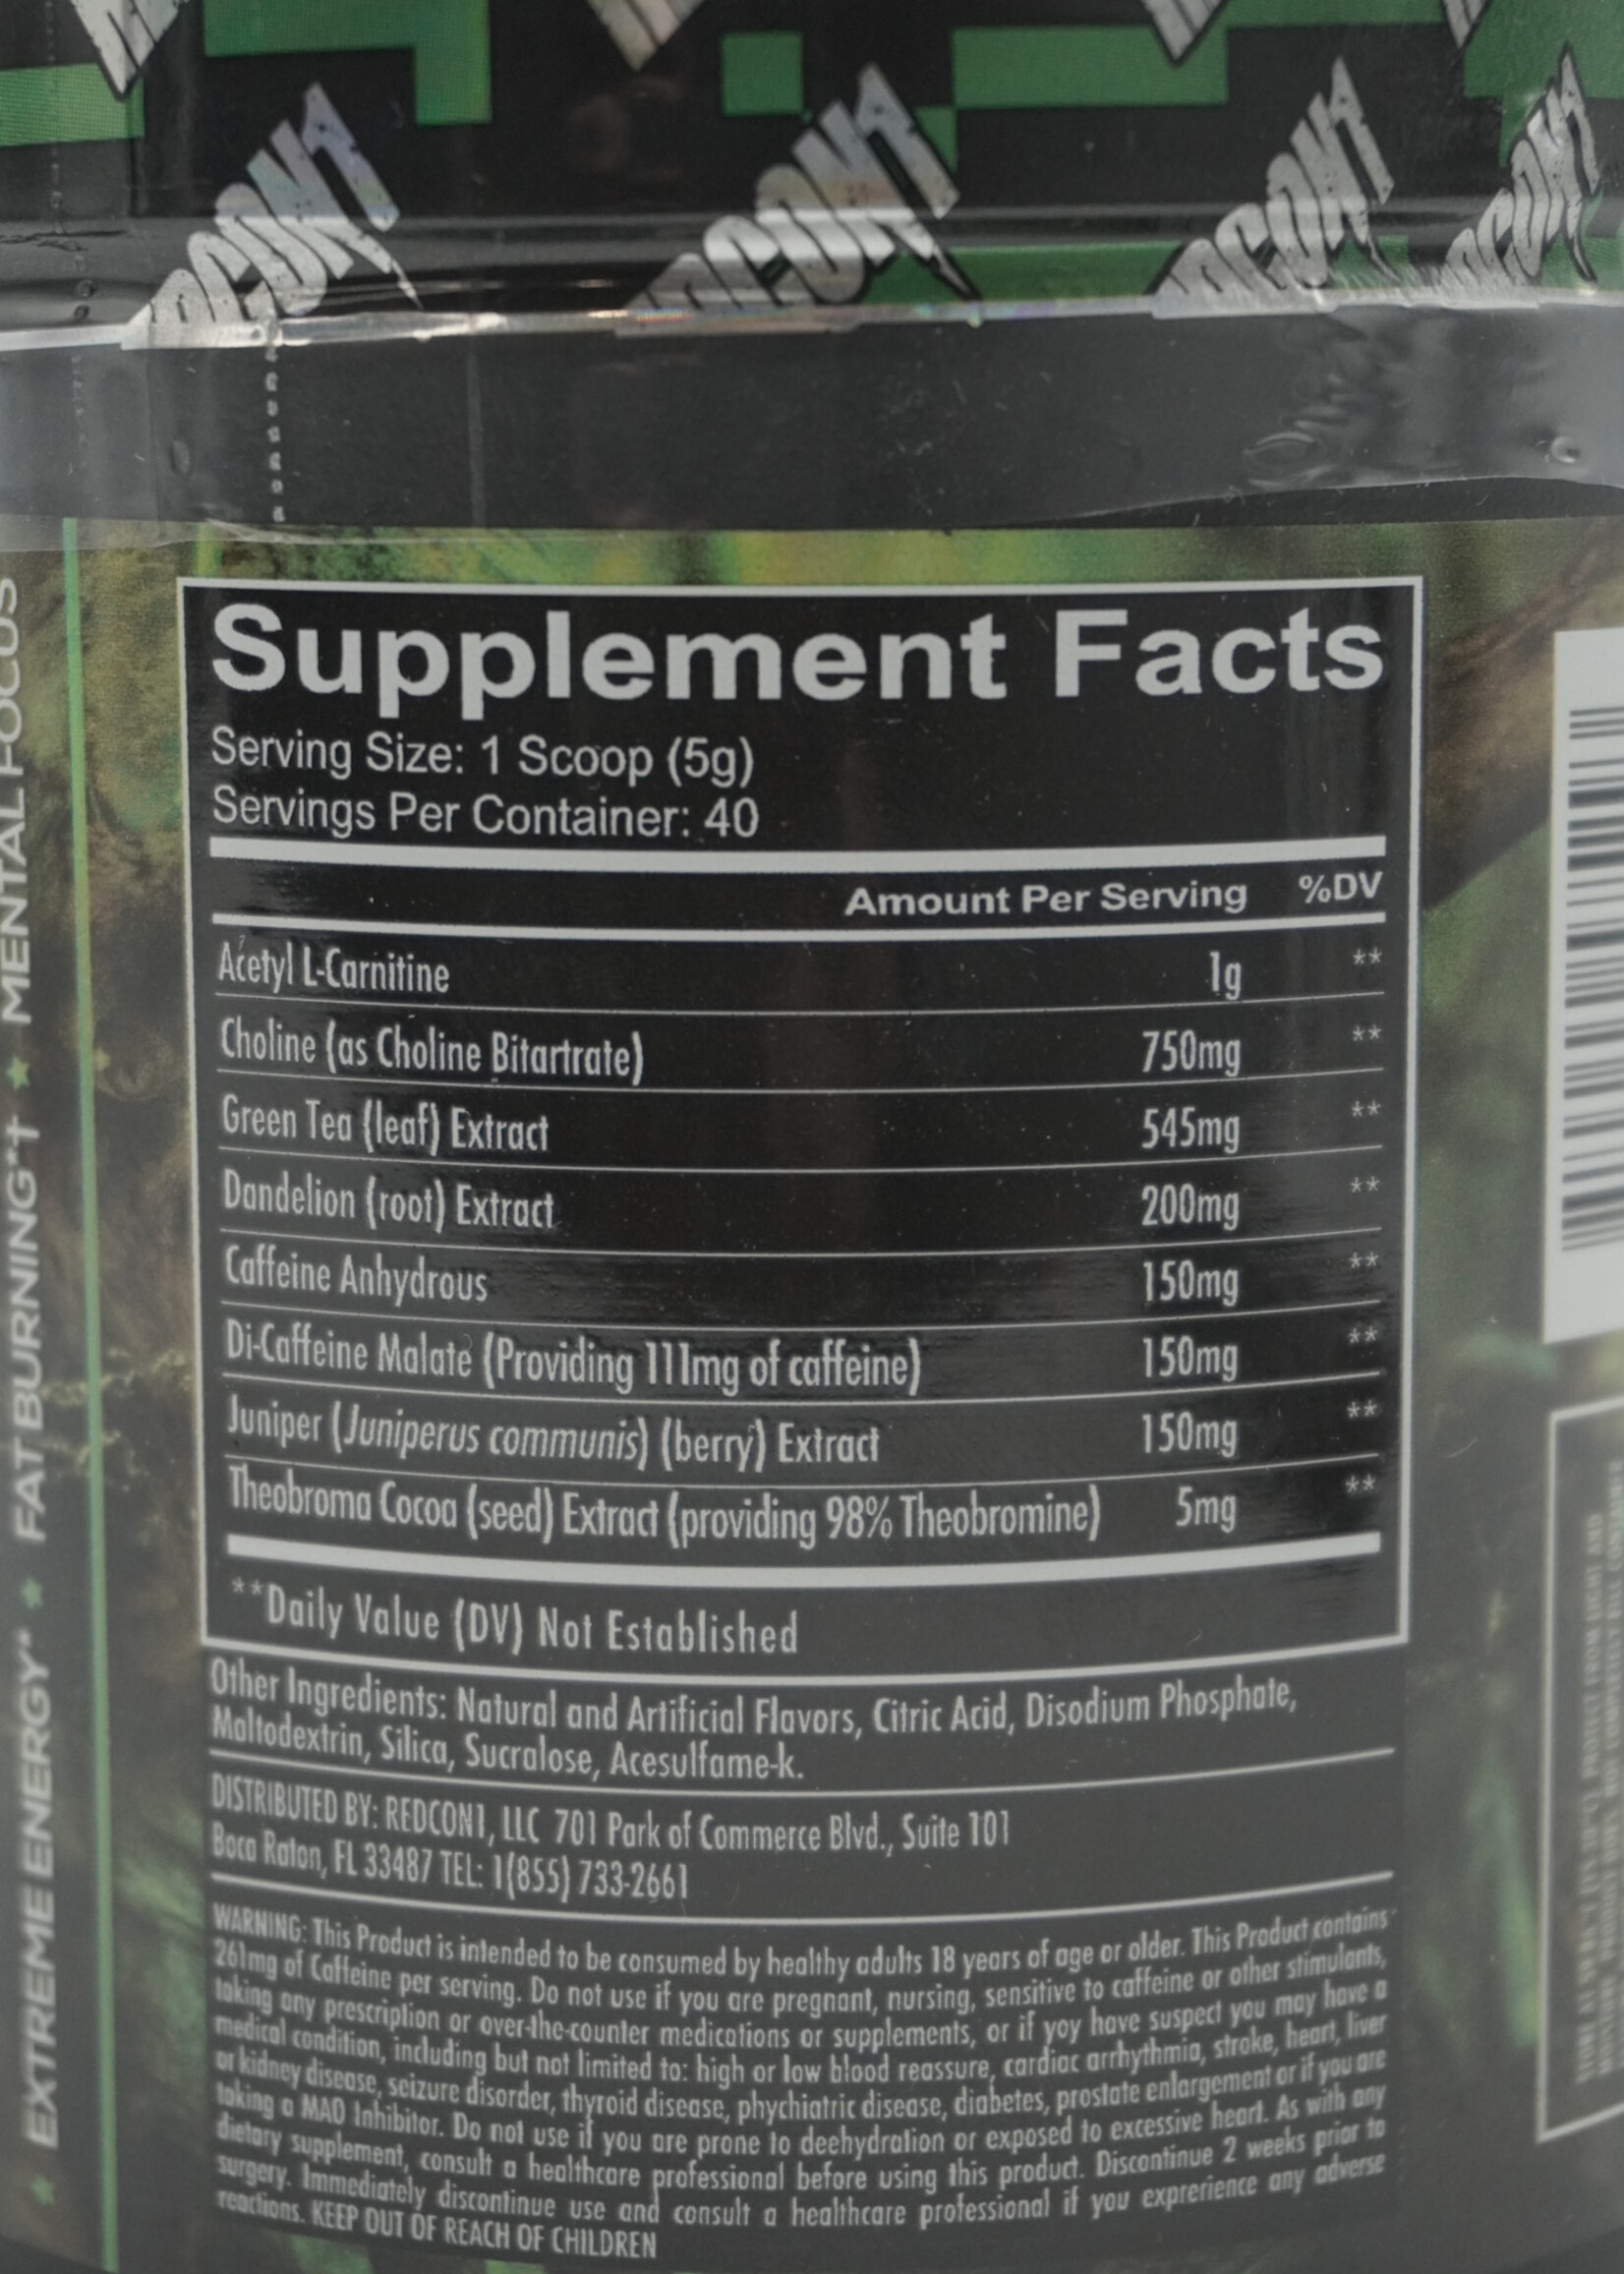 Supplement Facts
Serving Size: 1 Scoop (5g)
Servings Per Container: 40
Amount Per Serving %DV
Acetyl L-Carnitine 1g **
Choline (as Choline Bitartrate) 750mg **
Green Tea (leaf) Extract 545mg **
Dandelion (root) Extract 200mg **
Caffeine Anhydrous 150mg **
Di-Caffeine Malate (Providing 111mg of caffeine) 150mg **
Juniper (Juniperus communis) (berry) Extract 150mg **
Theobroma Cocoa (seed) Extract (providing 98% Theobromine) 5mg **
**Daily Value (DV) Not Established
Other Ingredients: Natural and Artificial Flavors, Citric Acid, Disodium Phosphate,
Maltodextrin, Silica, Sucralose, Acesulfame-k.
DISTRIBUTED BY: REDCON1, LLC 701 Park of Commerce Blvd., Suite 101
Boca Raton, FL 33487 TEL: 1(855) 733-2661
WARNING: This Product is intended to be consumed by healthy adults 18 years of age or older. This Product contains
261mg of Caffeine per serving. Do not use if you are pregnant, nursing, sensitive to caffeine or other stimulants,
taking any prescription or over-the-counter medications or supplements, or if yoy have suspect you may have a
medical condition, including but not limited to: high or low blood reassure, cardiac arrhythmia, stroke, heart, liver
or kidney disease, seizure disorder, thyroid disease, phychiatric disease, diabetes, prostate enlargement or if you are
taking a MAO Inhibitor. Do not use if you are prone to deehydration or exposed to excessive heart. As with any
dietary supplement, consult a healthcare professional before using this product. Discontinue 2 weeks prior to
surgery. Immediately discontinue use and consult a healthcare professional if you exprerience any adverse
reactions. KEEP OUT OF REACH OF CHILDREN
★ EXTREME ENERGY* ★ FAT BURNING*† ★ MENTAL FOCUS